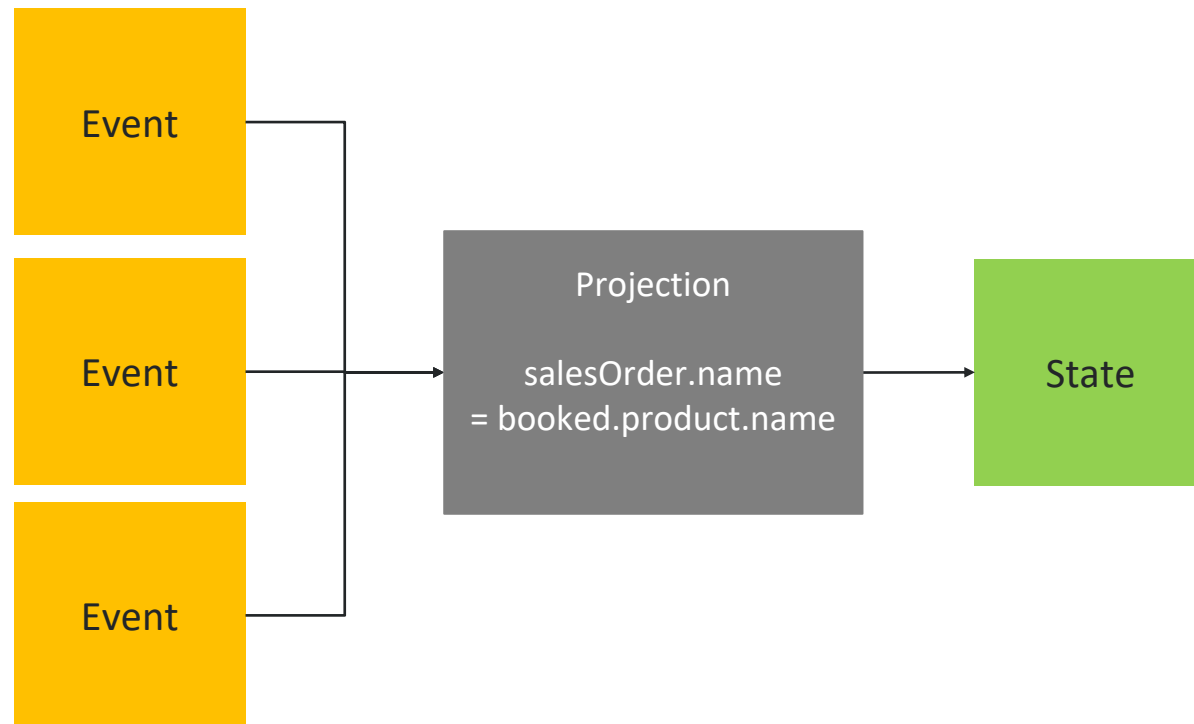 Event
Event
Event
Projection
salesOrder.name
= booked.product.name
State